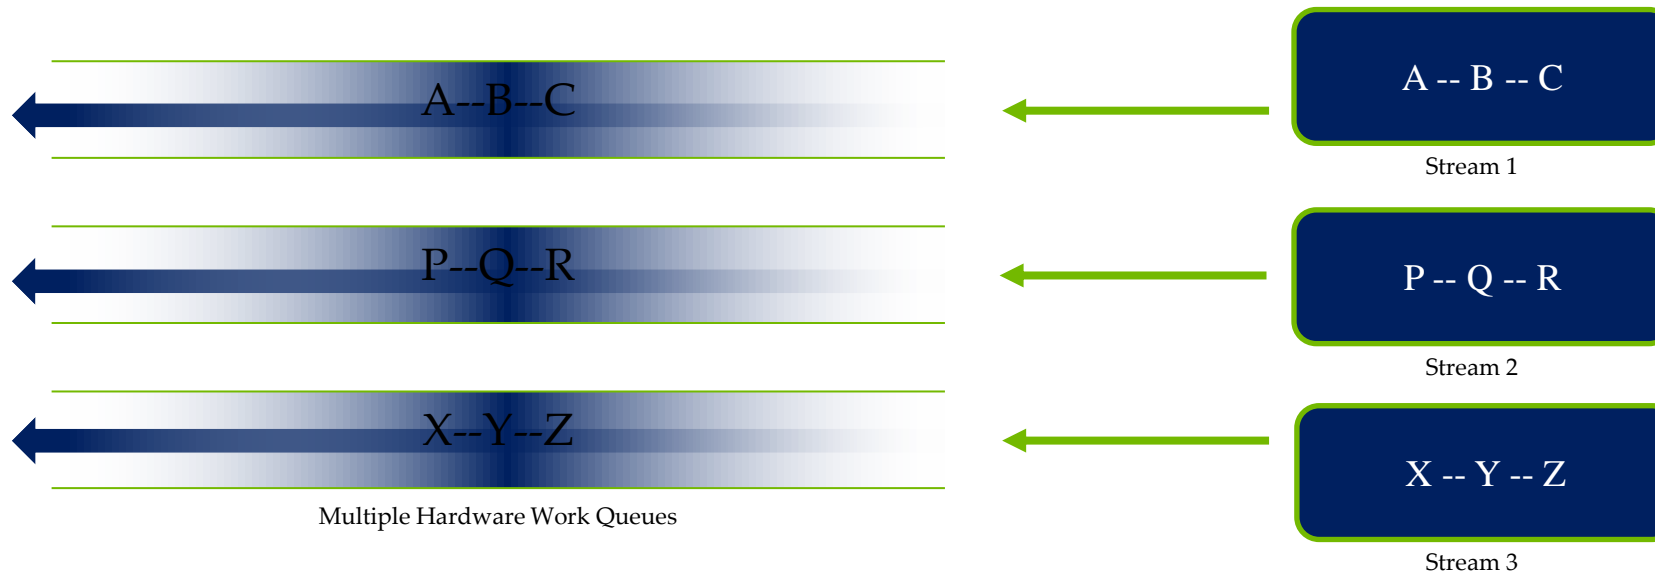 A--B--C
A -- B -- C
Stream 1
P--Q--R
P -- Q -- R
Stream 2
X--Y--Z
X -- Y -- Z
Multiple Hardware Work Queues
Stream 3